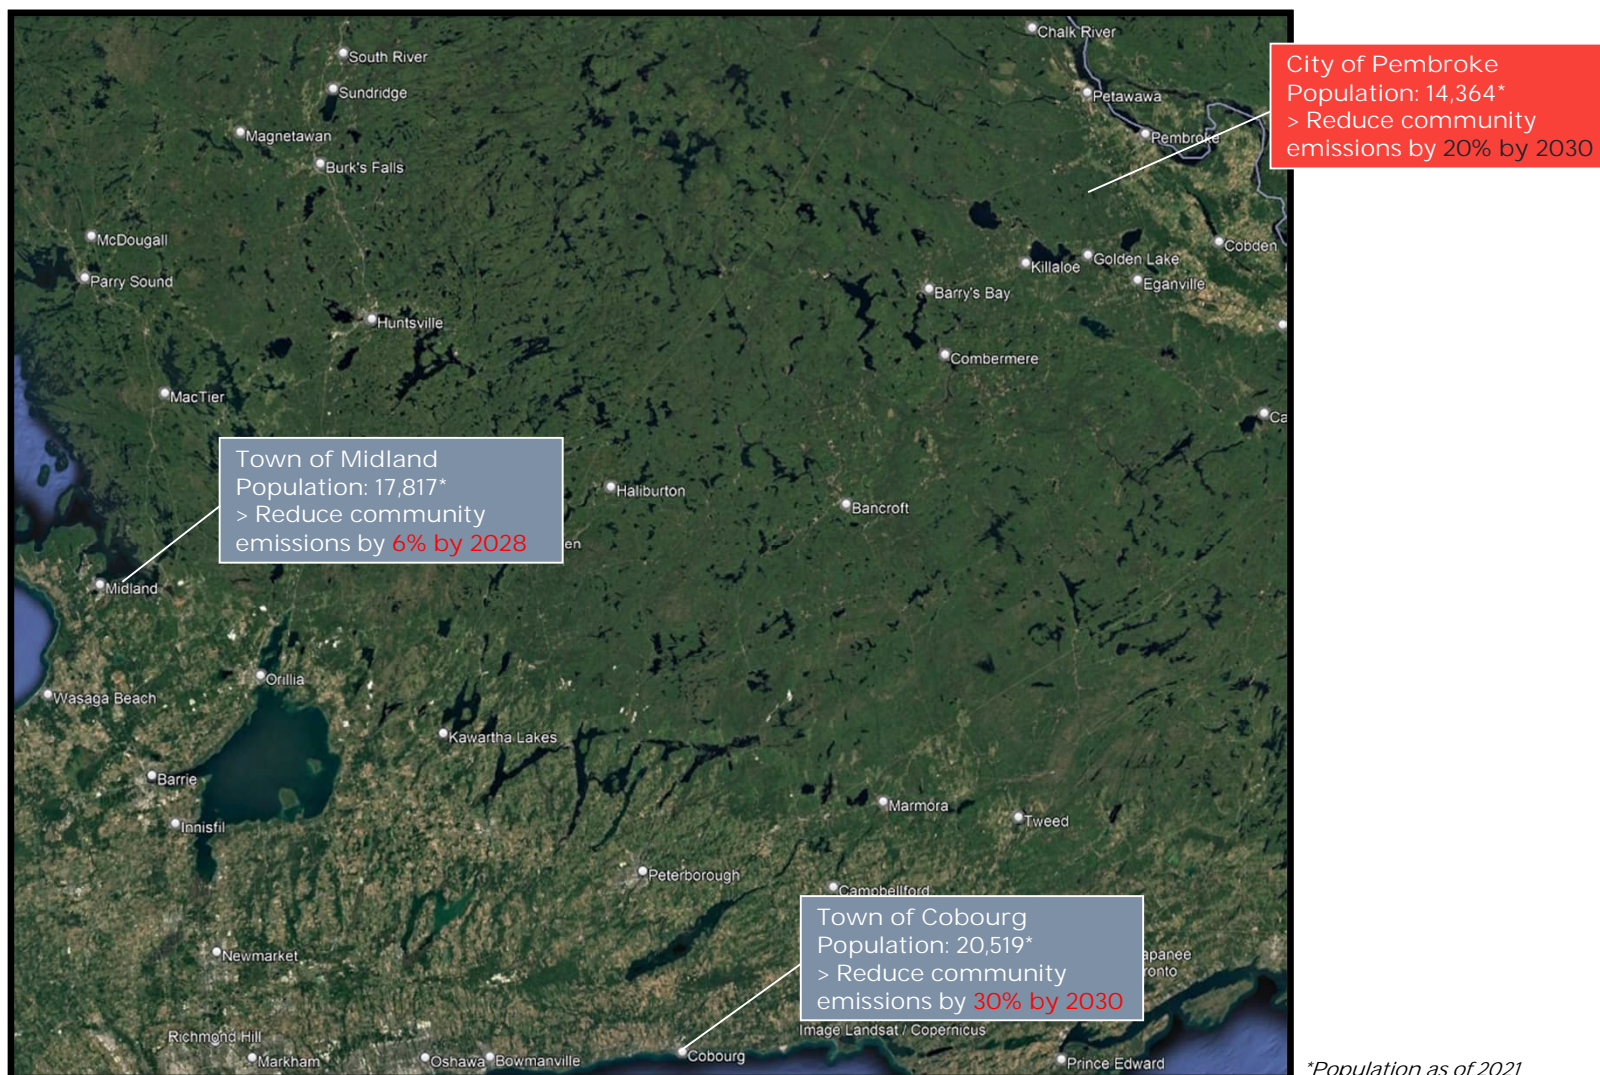 Chalk River
South River
City of Pembroke
Population: 14,364*
> Reduce community
emissions by 20% by 2030
Sundridge
Petawawa
Magnetawan
Pembroke
Burk's Falls
McDougall
Cobden
Parry Sound
Killaloe
Golden Lake
Eganville
Barry's Bay
Huntsville
Combermere
MacTier
Ca
Town of Midland
Population: 17,817*
> Reduce community
emissions by 6% by 2028
Haliburton
Bancroft
en
Midland
Orillia
Wasaga Beach
Kawartha Lakes
Barrie
Marmora
Innisfil
Tweed
Peterborough
Campbellford
Town of Cobourg
Population: 20,519*
> Reduce community
emissions by 30% by 2030
Newmarket
apanee
ronto
Image Landsat / Copernicus
Richmond Hill
Markham
Oshawa
Bowmanville
Cobourg
Prince Edward
*Population as of 2021